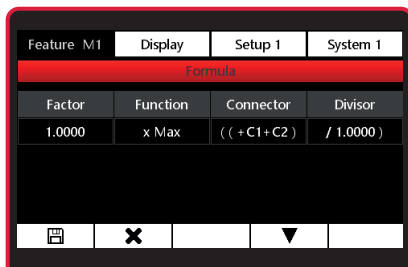 Feature M1 Display Setup 1 System 1
Formula
Factor Function Connector Divisor
1.0000 x Max ( ( +C1+C2 ) / 1.0000 )